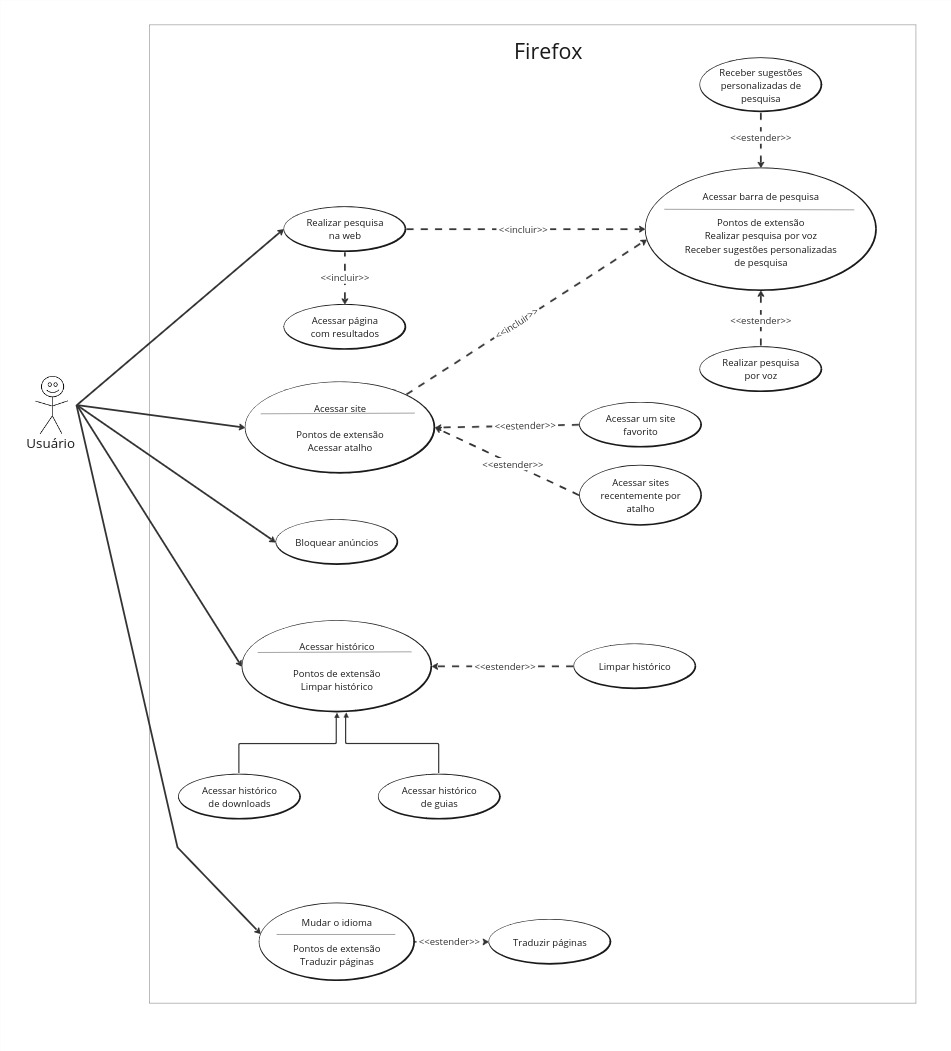 Firefox
Receber sugestões
personalizadas de
pesquisa
<<estender>>
Acessar barra de pesquisa
Pontos de extensão
Realizar pesquisa por voz
Receber sugestões personalizadas
de pesquisa
Realizar pesquisa
na web
<<incluir>>
<<incluir>>
Acessar página
com resultados
<<incluir>>
<<estender>>
Realizar pesquisa
por voz
Usuário
Acessar site
Pontos de extensão
Acessar atalho
<<estender>>
Acessar um site
favorito
<<estender>>
Acessar sites
recentemente por
atalho
Bloquear anúncios
Acessar histórico
Pontos de extensão
Limpar histórico
<<estender>>
Limpar histórico
Acessar histórico
de downloads
Acessar histórico
de guias
Mudar o idioma
Pontos de extensão
Traduzir páginas
<<estender>>
Traduzir páginas